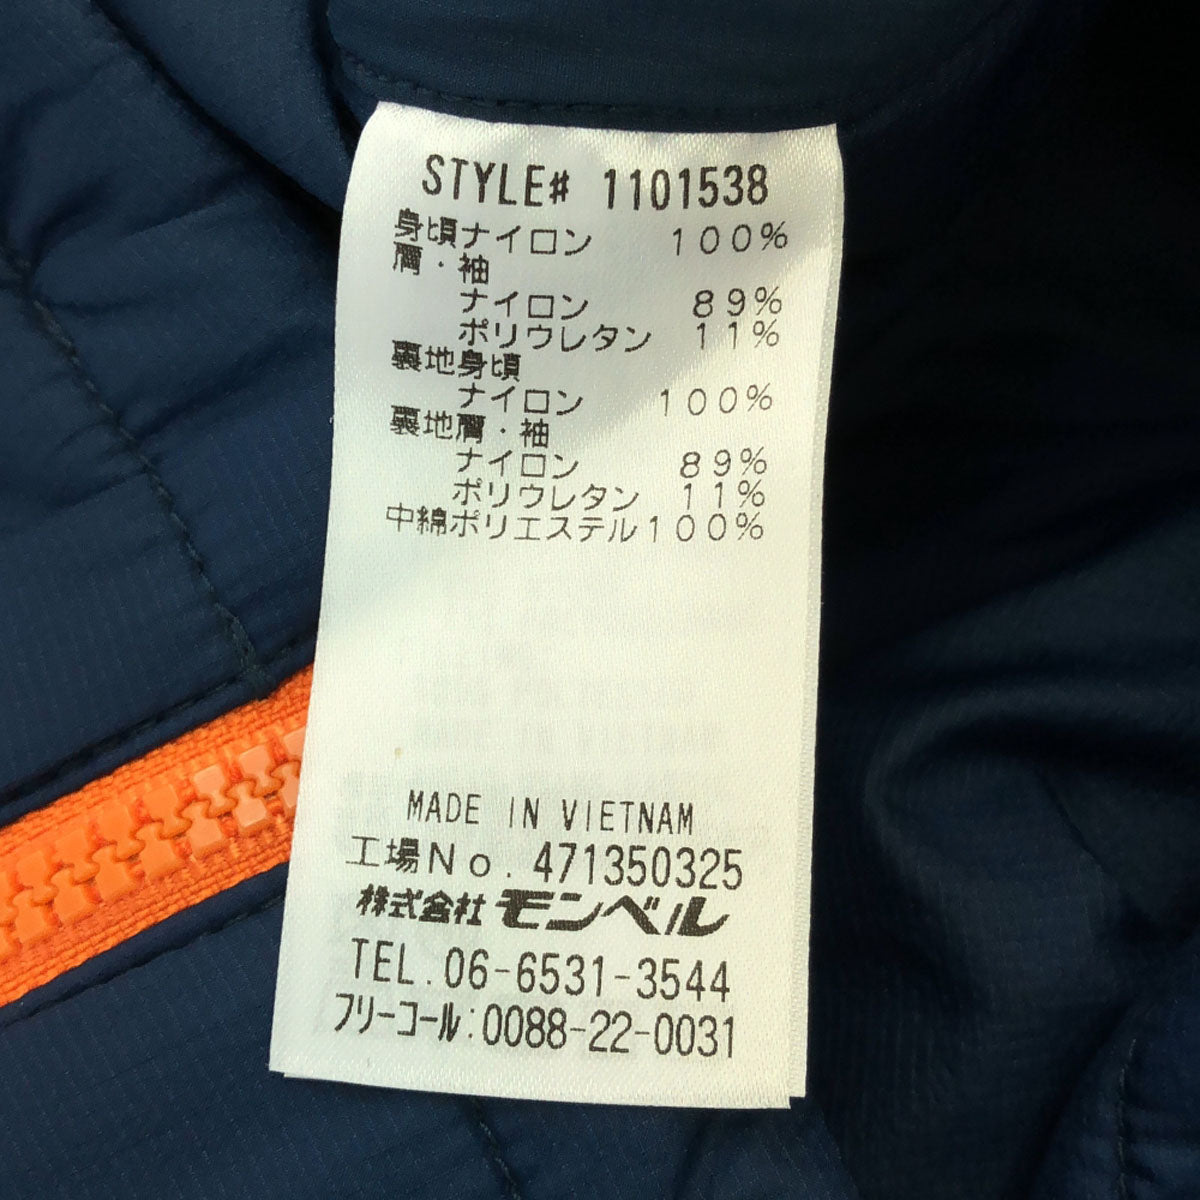 STYLE# 1101538
身頃ナイロン 100%
肩・袖
ナイロン 89%
ポリウレタン 11%
裏地身頃
ナイロン 100%
裏地肩・袖
ナイロン 89%
ポリウレタン 11%
中綿ポリエステル100%
MADE IN VIETNAM
工場No. 471350325
株式会社 モンベル
TEL.06-6531-3544
フリーコール:0088-22-0031